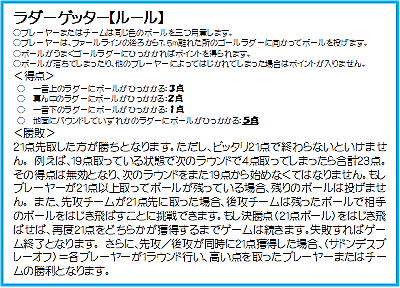 ラダーゲッター【ルール】
○プレーヤーまたはチームは同じ色のボールを三つ用意します。
○プレーヤーは、ファールラインの後ろから7.5m離れた所のゴールラダーに向かってボールを投げます。
○ボールがうまくゴールラダーにひっかかればポイントを得られます。
○ボールが落ちてしまったり、他のプレーヤーによってはじかれてしまった場合はポイントが入りません。
<得点>
○ 一番上のラダーにボールがひっかかる:3点
○ 真ん中のラダーにボールがひっかかる:2点
○ 一番下のラダーにボールがひっかかる:1点
○ 地面にバウンドしていずれかのラダーにボールがひっかかる:5点
<勝敗>
21点先取した方が勝ちとなります。ただし、ピッタリ21点で終わらないといけませ
ん。 例えば、19点取っている状態で次のラウンドで4点取ってしまったら合計23点。
その得点は無効となり、次のラウンドをまた19点から始めなくてはなりません。もし
プレーヤーが21点以上取ってボールが残っている場合、残りのボールは投げませ
ん。 また、先攻チームが21点先に取った場合、後攻チームは残ったボールで相手
のボールをはじき飛ばすことに挑戦できます。もし決勝点(21点ボール)をはじき飛
ばせば、再度21点をどちらかが獲得するまでゲームは続きます。失敗すればゲー
ム終了となります。 さらに、先攻/後攻が同時に21点獲得した場合、(サドンデスプ
レーオフ)=各プレーヤーが1ラウンド行い、高い点を取ったプレーヤーまたはチー
ムの勝利となります。